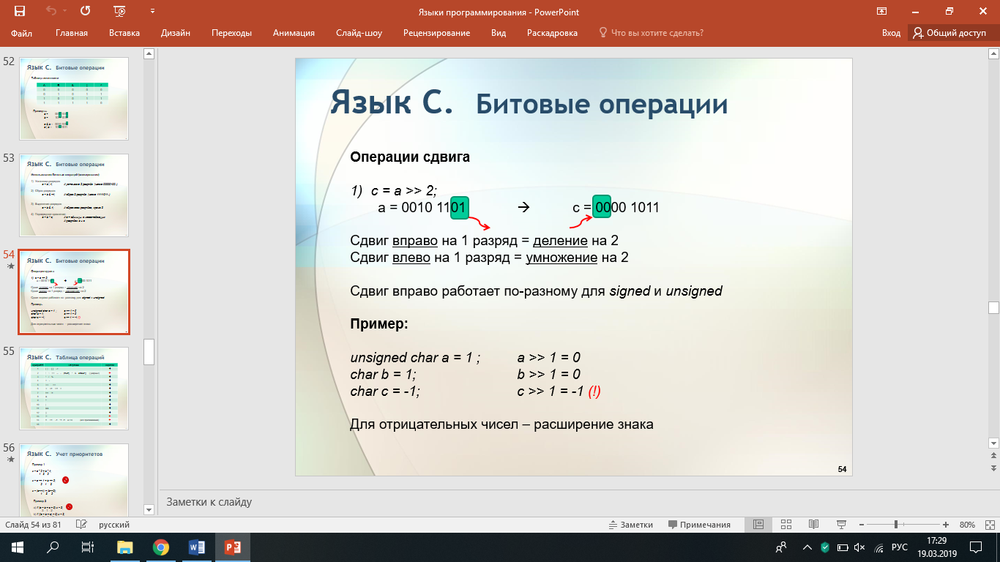 Языки программирования - PowerPoint
Файл Главная Вставка Дизайн Переходы Анимация Слайд-шоу Рецензирование Вид Раскадровка Что вы хотите сделать? Вход Общий доступ
52
Язык С. Битовые операции
53
Язык С. Битовые операции
54
Язык С. Битовые операции
55
Язык С. Таблица операций
56
Язык С. Учет приоритетов
Язык С. Битовые операции
Операции сдвига
1) c = a >> 2;
a = 0010 1101 → c = 0000 1011
Сдвиг вправо на 1 разряд = деление на 2
Сдвиг влево на 1 разряд = умножение на 2
Сдвиг вправо работает по-разному для signed и unsigned
Пример:
unsigned char a = 1 ; a >> 1 = 0
char b = 1; b >> 1 = 0
char c = -1; c >> 1 = -1 (!)
Для отрицательных чисел – расширение знака
54
Заметки к слайду
Слайд 54 из 81 русский Заметки Примечания 80%
РУС
17:29
19.03.2019